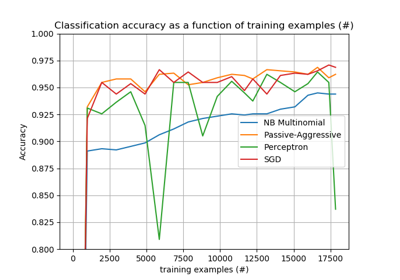 Classification accuracy as a function of training examples (#)
1.000
0.975
0.950
0.925
0.900
0.875
0.850
0.825
0.800
Accuracy
NB Multinomial
Passive-Aggressive
Perceptron
SGD
0 2500 5000 7500 10000 12500 15000 17500
training examples (#)